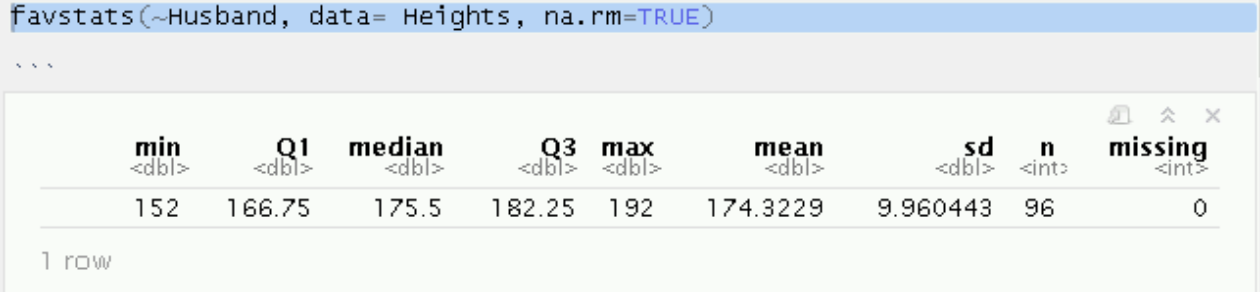 favstats(~Husband, data= Heights, na.rm=TRUE)
```
min Q1 median Q3 max mean sd n missing
<dbl> <dbl> <dbl> <dbl> <dbl> <dbl> <dbl> <int> <int>
152 166.75 175.5 182.25 192 174.3229 9.960443 96 0
1 row